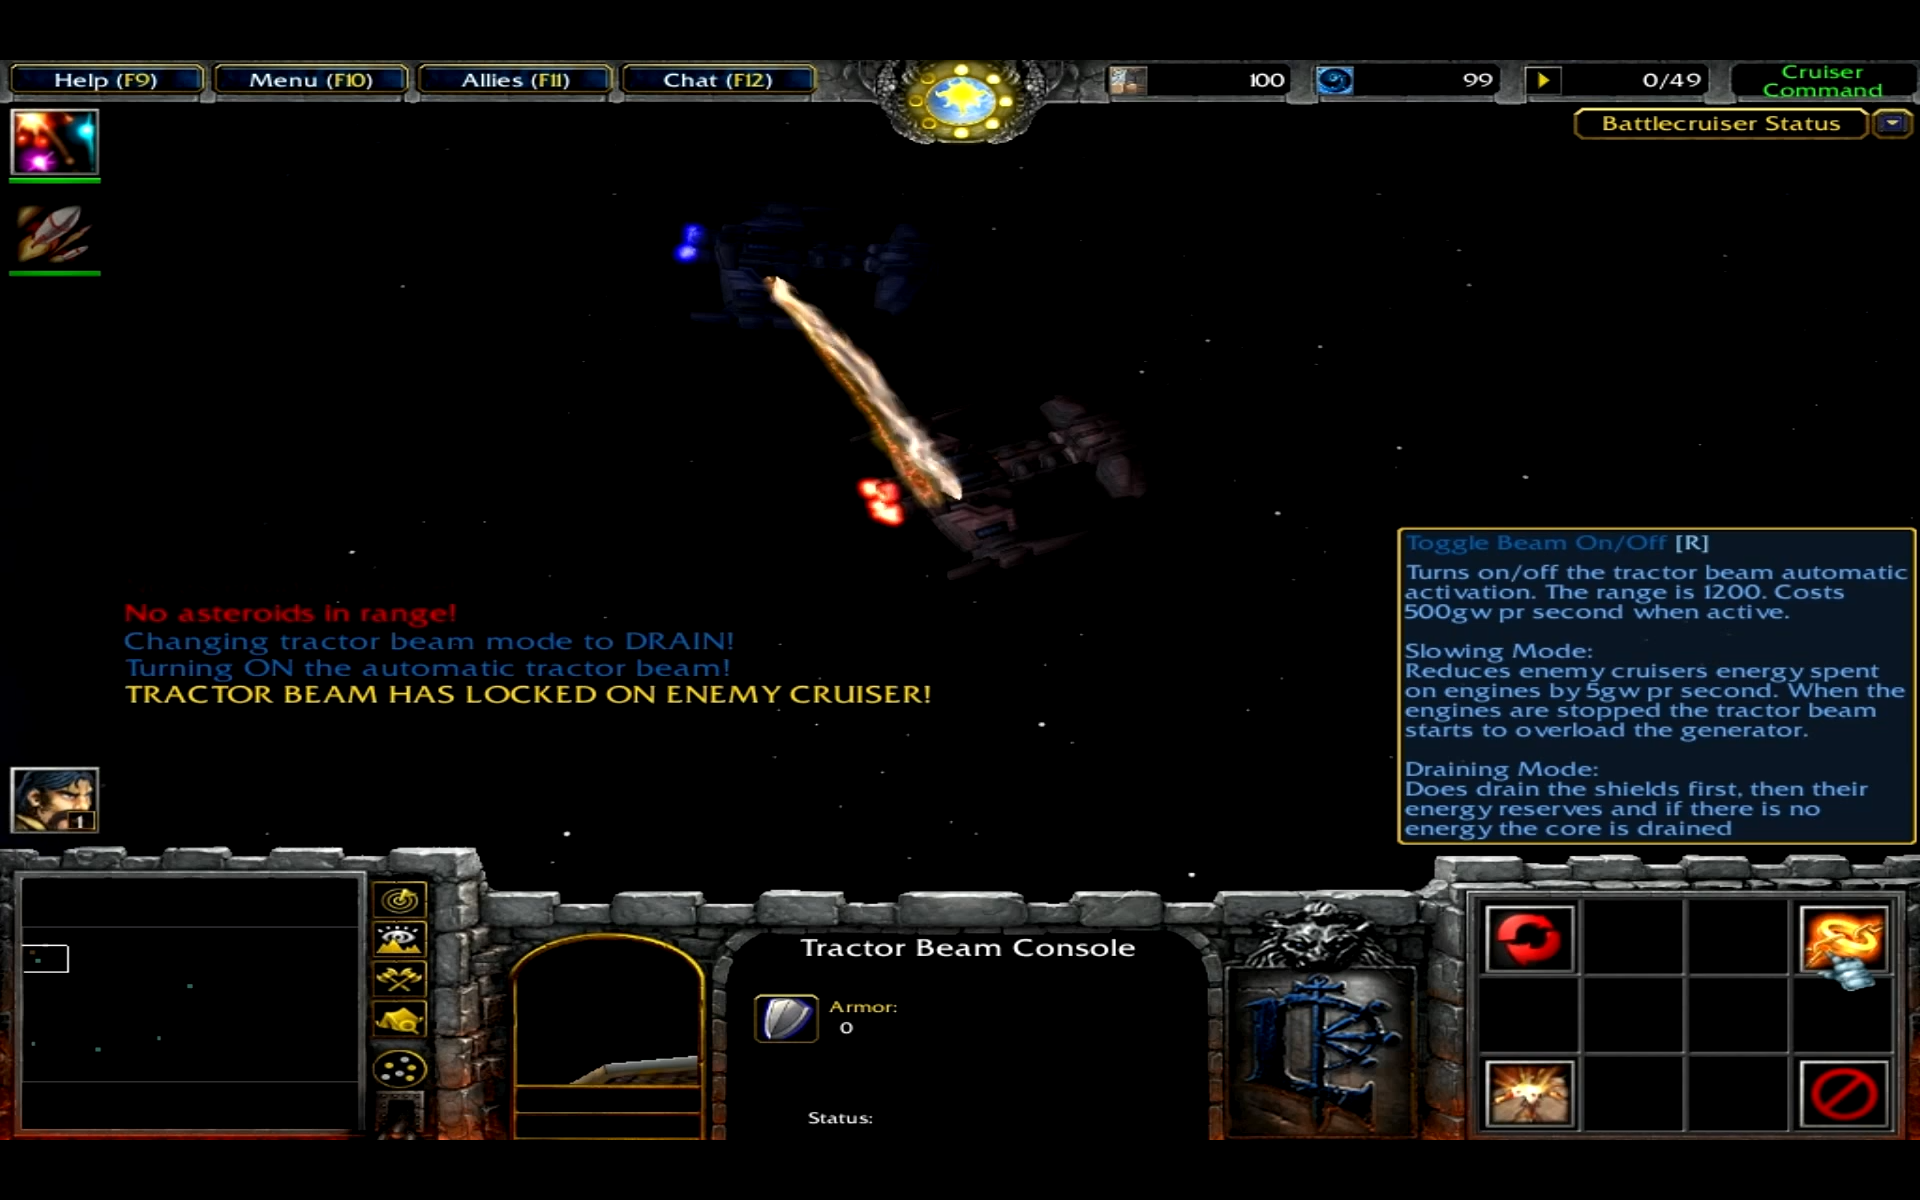 Help (F9)
Menu (F10)
Allies (F11)
Chat (F12)
100
99
0/49
Cruiser
Command
Battlecruiser Status
Toggle Beam On/Off [R]
Turns on/off the tractor beam automatic
activation. The range is 1200. Costs
500gw pr second when active.
Slowing Mode:
Reduces enemy cruisers energy spent
on engines by 5gw pr second. When the
engines are stopped the tractor beam
starts to overload the generator.
Draining Mode:
Does drain the shields first, then their
energy reserves and if there is no
energy the core is drained
No asteroids in range!
Changing tractor beam mode to DRAIN!
Turning ON the automatic tractor beam!
TRACTOR BEAM HAS LOCKED ON ENEMY CRUISER!
1
Tractor Beam Console
Armor:
0
Status: